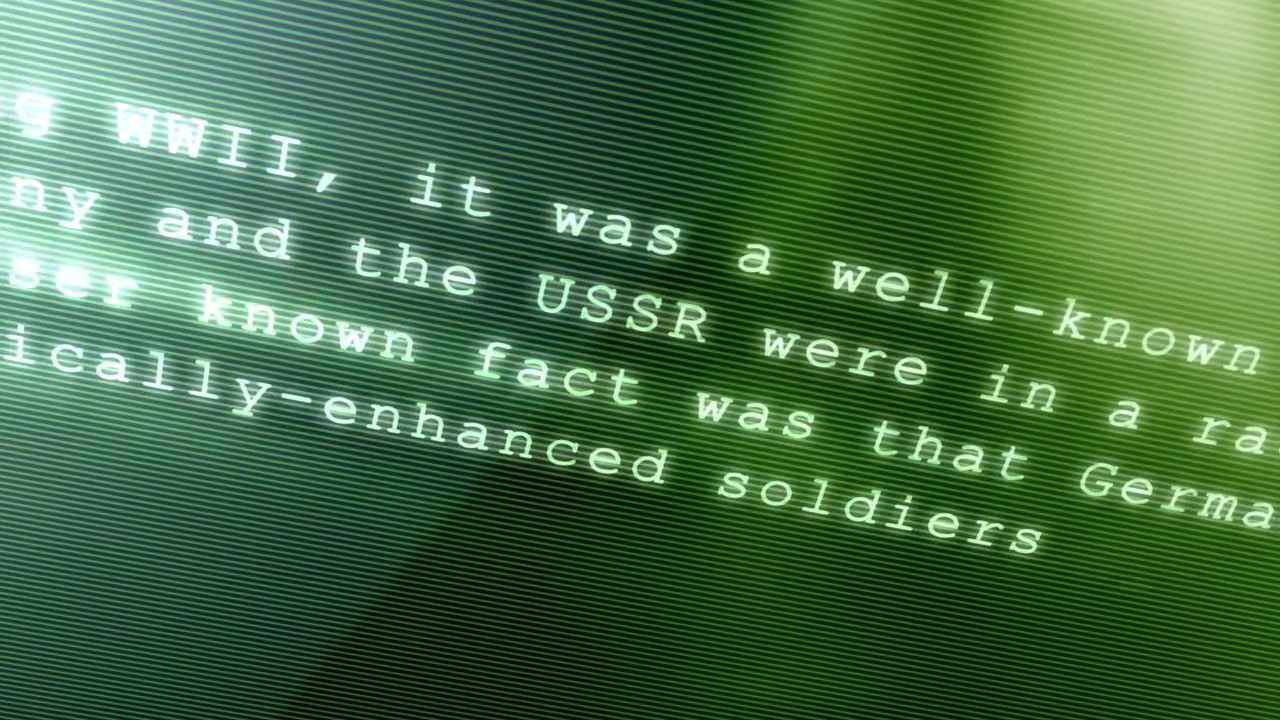 g WWII, it was a well-known
ny and the USSR were in a ra
ser known fact was that Germa
ically-enhanced soldiers